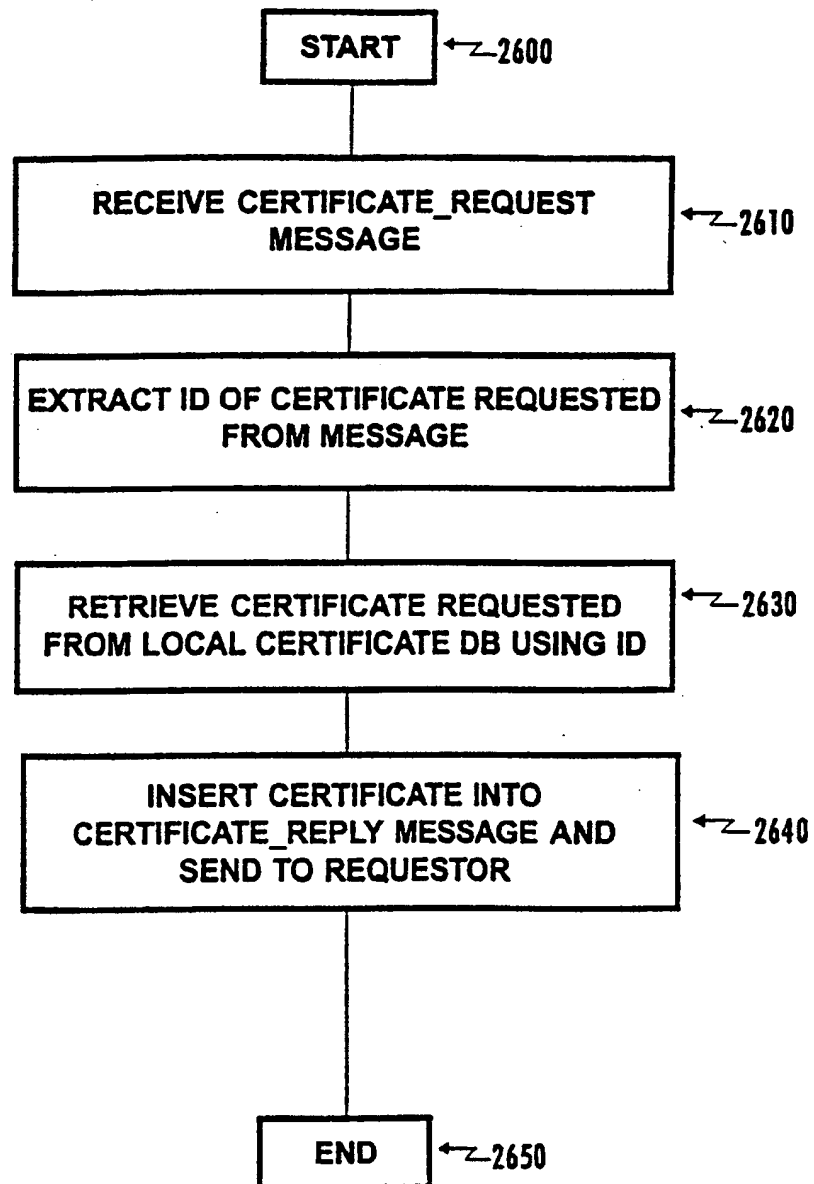 START
2600
RECEIVE CERTIFICATE_REQUEST
MESSAGE
2610
EXTRACT ID OF CERTIFICATE REQUESTED
FROM MESSAGE
2620
RETRIEVE CERTIFICATE REQUESTED
FROM LOCAL CERTIFICATE DB USING ID
2630
INSERT CERTIFICATE INTO
CERTIFICATE_REPLY MESSAGE AND
SEND TO REQUESTOR
2640
END
2650